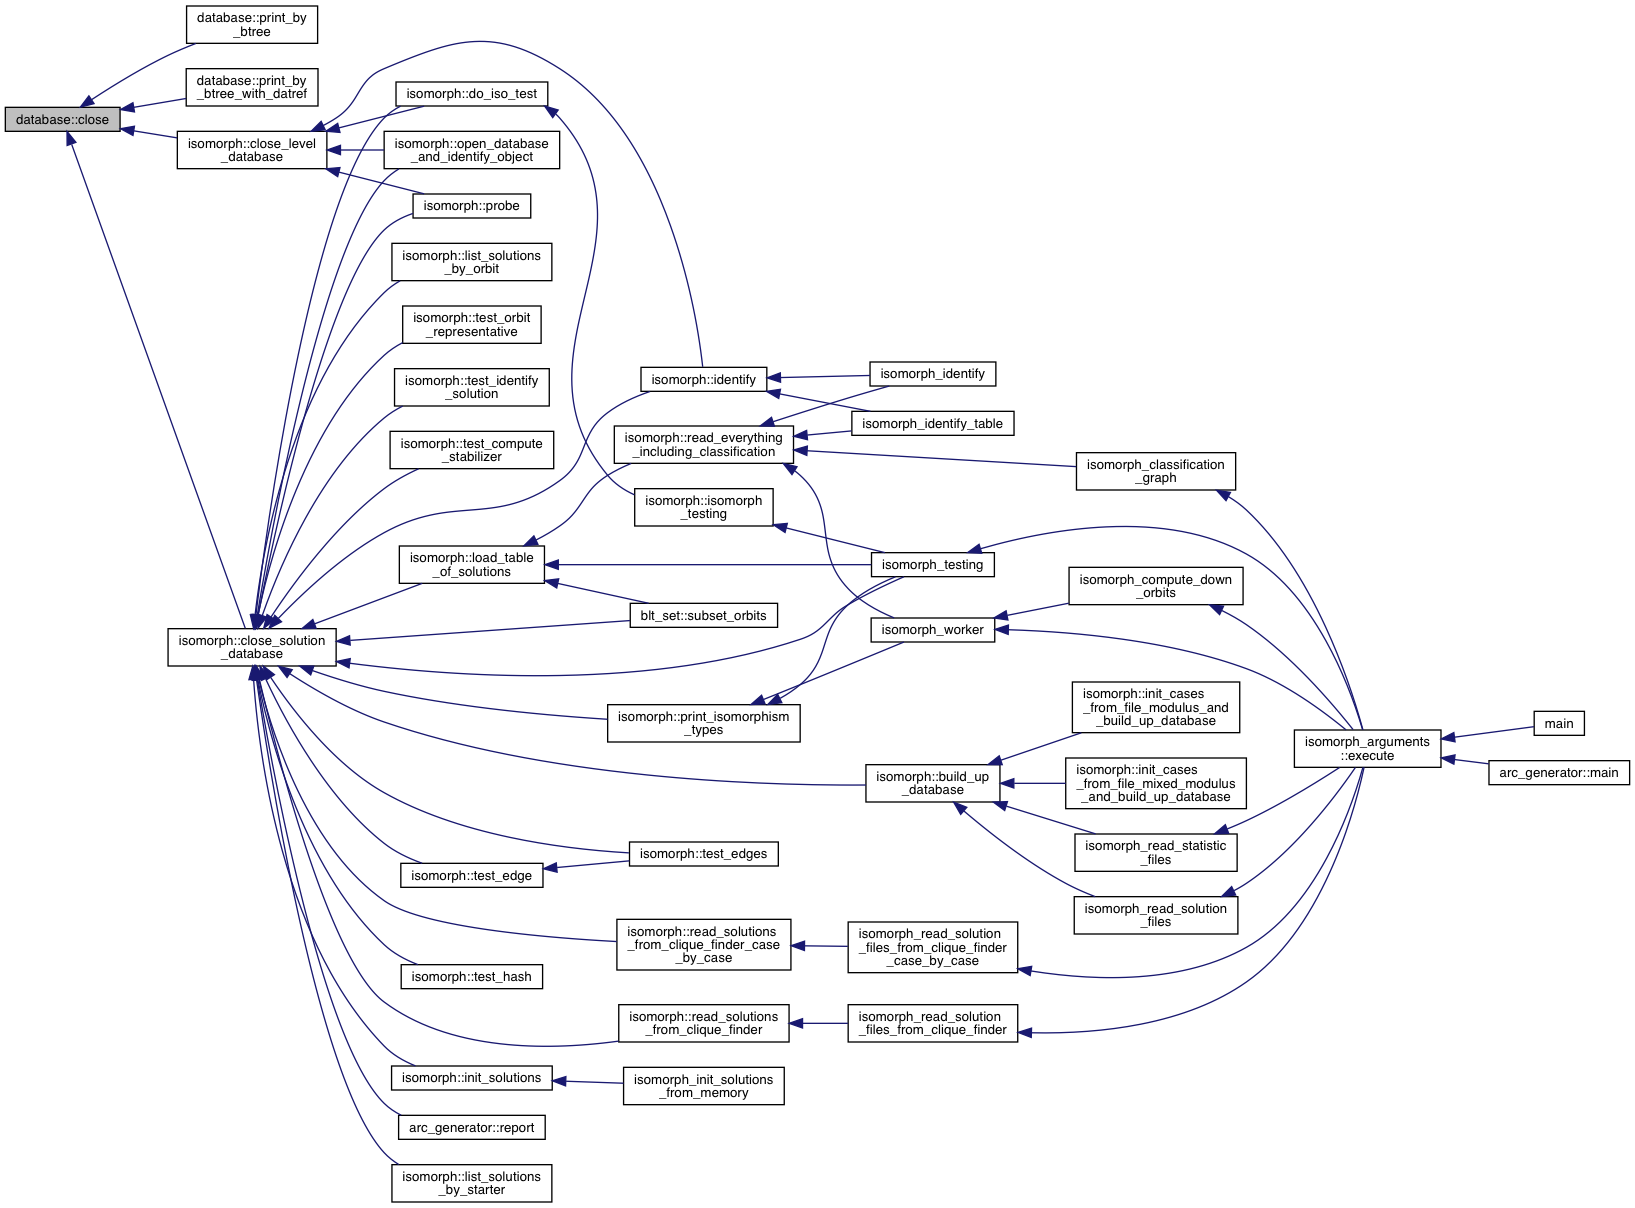 database::close
database::print_by
_btree
database::print_by
_btree_with_datref
isomorph::close_level
_database
isomorph::close_solution
_database
isomorph::do_iso_test
isomorph::open_database
_and_identify_object
isomorph::probe
isomorph::list_solutions
_by_orbit
isomorph::test_orbit
_representative
isomorph::test_identify
_solution
isomorph::test_compute
_stabilizer
isomorph::load_table
_of_solutions
isomorph::test_edge
isomorph::test_hash
isomorph::init_solutions
arc_generator::report
isomorph::list_solutions
_by_starter
isomorph::identify
isomorph::read_everything
_including_classification
isomorph::isomorph
_testing
blt_set::subset_orbits
isomorph::print_isomorphism
_types
isomorph::test_edges
isomorph::read_solutions
_from_clique_finder_case
_by_case
isomorph::read_solutions
_from_clique_finder
isomorph_init_solutions
_from_memory
isomorph_identify
isomorph_identify_table
isomorph_testing
isomorph_worker
isomorph::build_up
_database
isomorph_read_solution
_files_from_clique_finder
_case_by_case
isomorph_read_solution
_files_from_clique_finder
isomorph_classification
_graph
isomorph_compute_down
_orbits
isomorph::init_cases
_from_file_modulus_and
_build_up_database
isomorph::init_cases
_from_file_mixed_modulus
_and_build_up_database
isomorph_read_statistic
_files
isomorph_read_solution
_files
isomorph_arguments
::execute
main
arc_generator::main